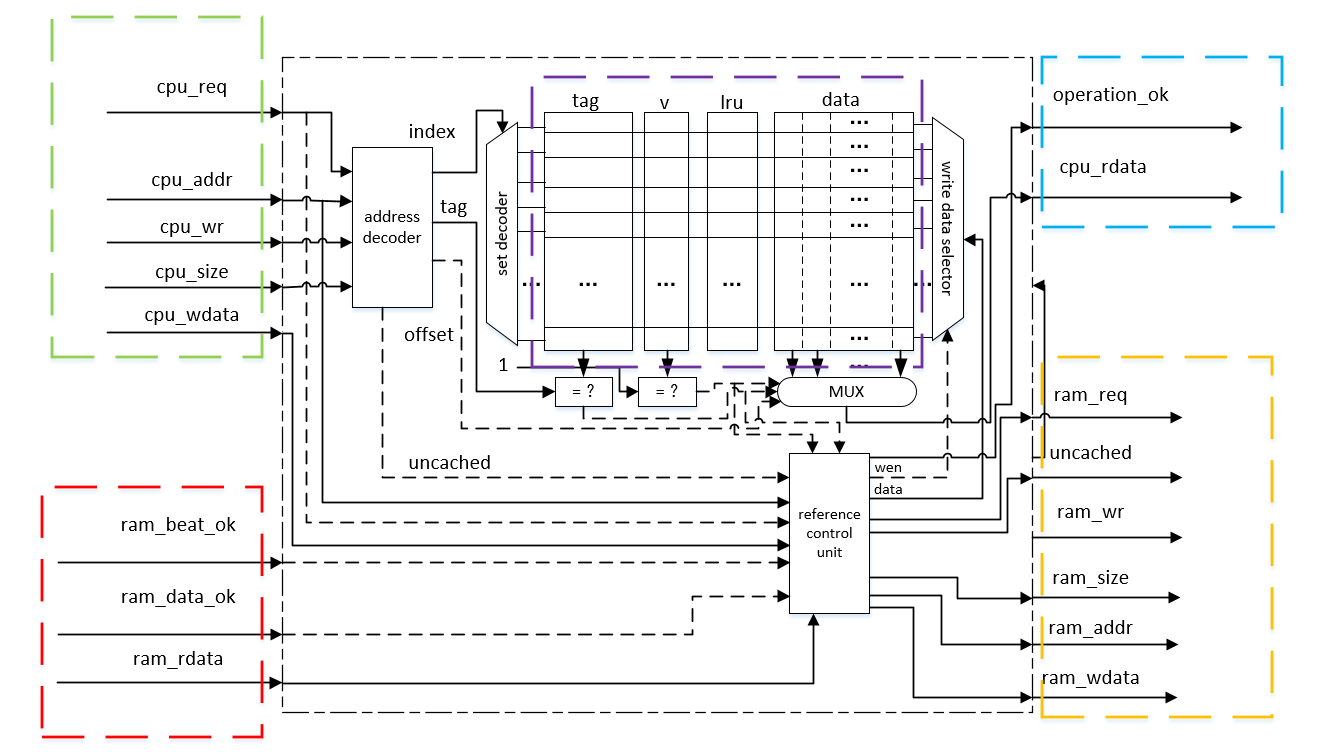 cpu_req
cpu_addr
cpu_wr
cpu_size
cpu_wdata
ram_beat_ok
ram_data_ok
ram_rdata
address
decoder
index
tag
offset
uncached
set decoder
tag
v
lru
data
...
...
...
...
...
...
...
...
...
...
...
...
...
write data selector
1
= ?
= ?
MUX
reference
control
unit
wen
data
operation_ok
cpu_rdata
ram_req
uncached
ram_wr
ram_size
ram_addr
ram_wdata